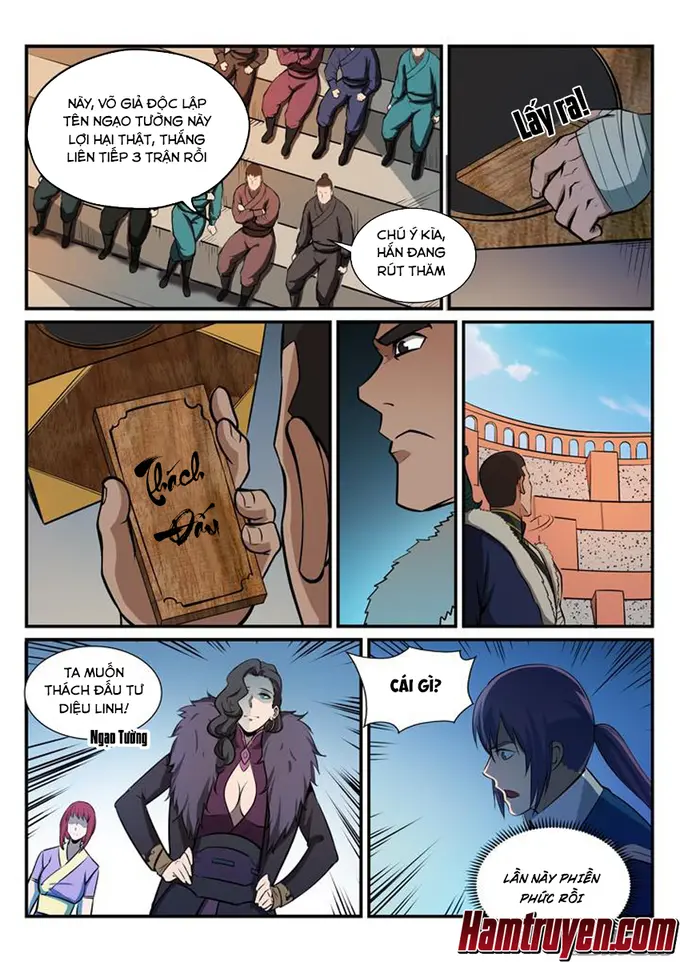 NÀY, VÕ GIẢ ĐỘC LẬP
TÊN NGẠO TƯỜNG NÀY
LỢI HẠI THẬT, THẮNG
LIÊN TIẾP 3 TRẬN RỒI
Lấy ra!
CHÚ Ý KÌA,
HẮN ĐANG
RÚT THĂM
Thách
Đấu
TA MUỐN
THÁCH ĐẤU TƯ
DIỆU LINH!
Ngạo Tường
CÁI GÌ?
LẦN NÀY PHIỀN
PHỨC RỒI
Hamtruyen.com